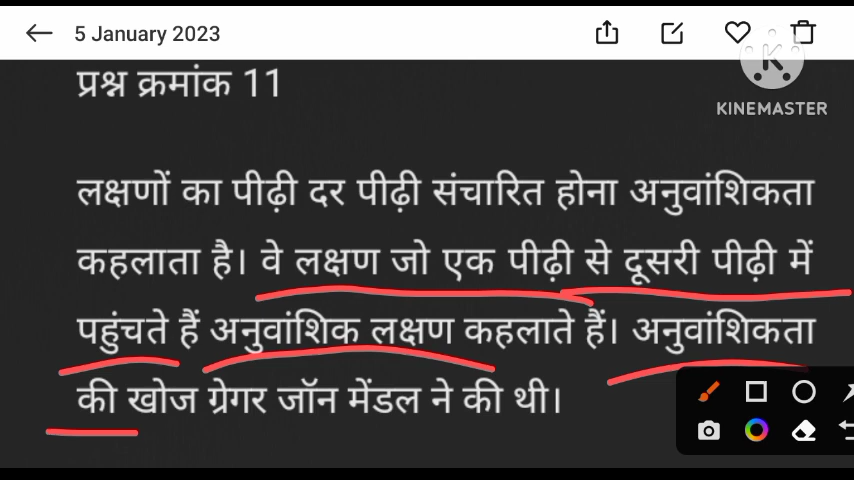 5 January 2023
KINEMASTER
प्रश्न क्रमांक 11
लक्षणों का पीढ़ी दर पीढ़ी संचारित होना अनुवांशिकता
कहलाता है। वे लक्षण जो एक पीढ़ी से दूसरी पीढ़ी में
पहुंचते हैं अनुवांशिक लक्षण कहलाते हैं। अनुवांशिकता
की खोज ग्रेगर जॉन मेंडल ने की थी।